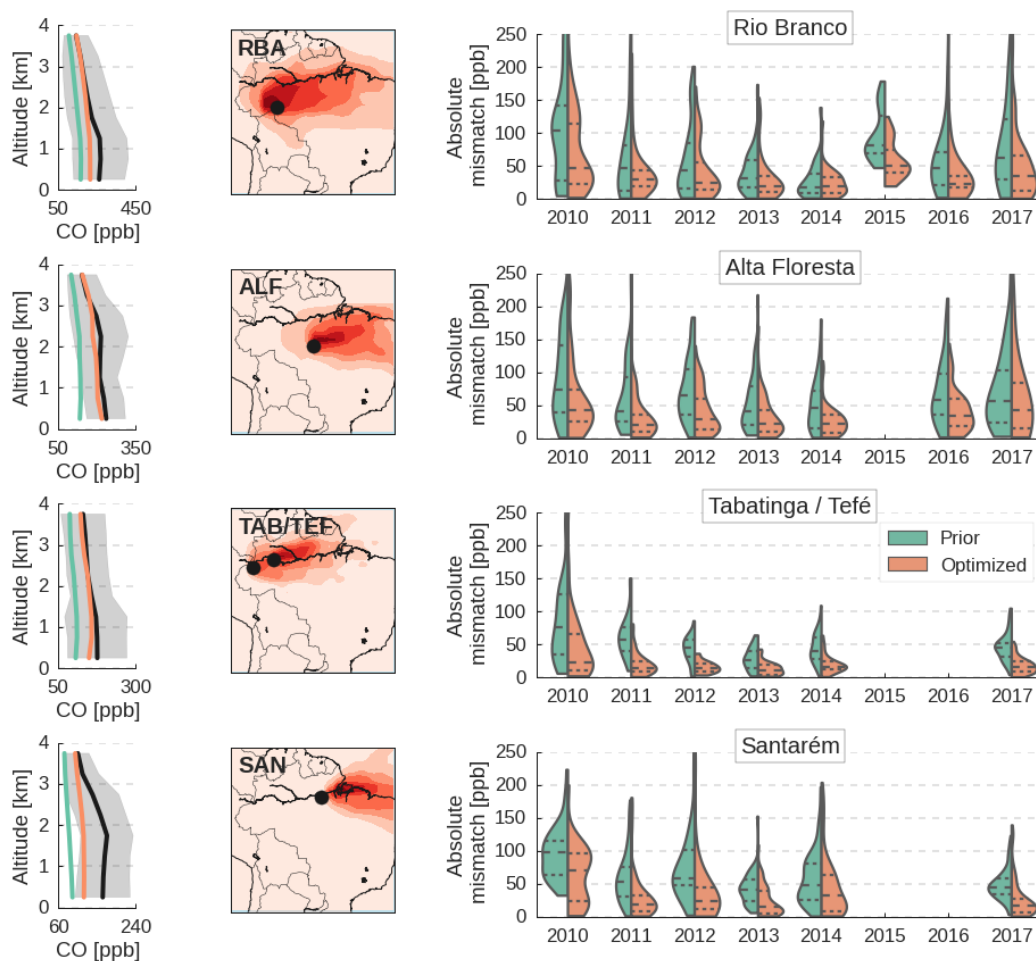 4
3
2
1
0
Altitude [km]
50 450
CO [ppb]
RBA
Rio Branco
Absolute
mismatch [ppb]
250
200
150
100
50
0
2010 2011 2012 2013 2014 2015 2016 2017
4
3
2
1
0
Altitude [km]
50 350
CO [ppb]
ALF
Alta Floresta
Absolute
mismatch [ppb]
250
200
150
100
50
0
2010 2011 2012 2013 2014 2015 2016 2017
4
3
2
1
0
Altitude [km]
50 300
CO [ppb]
TAB/TEF
Tabatinga / Tefé
Prior
Optimized
Absolute
mismatch [ppb]
250
200
150
100
50
0
2010 2011 2012 2013 2014 2015 2016 2017
4
3
2
1
0
Altitude [km]
60 240
CO [ppb]
SAN
Santarém
Absolute
mismatch [ppb]
250
200
150
100
50
0
2010 2011 2012 2013 2014 2015 2016 2017